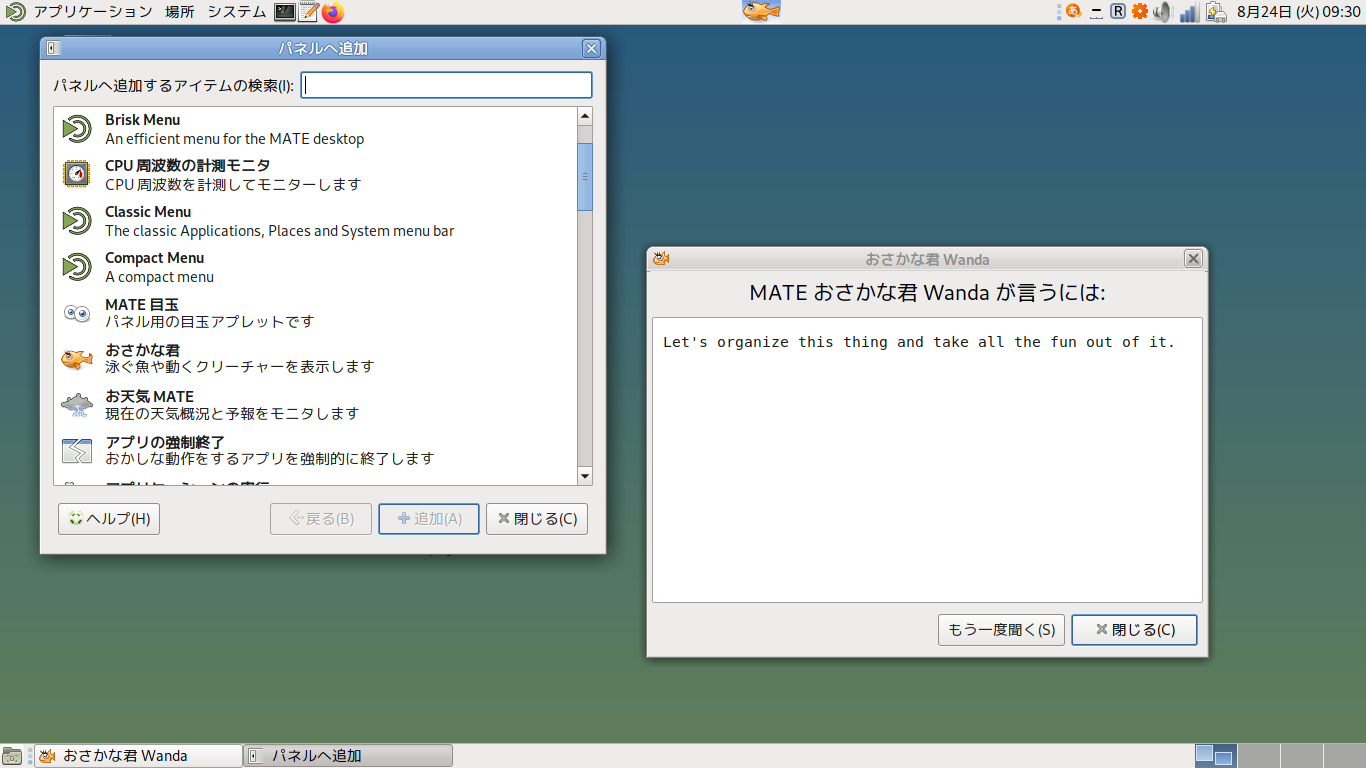 アプリケーション 場所 システム
あ R 8月24日 (火) 09:30
パネルへ追加
パネルへ追加するアイテムの検索(I):
Brisk Menu
An efficient menu for the MATE desktop
CPU 周波数の計測モニタ
CPU 周波数を計測してモニターします
Classic Menu
The classic Applications, Places and System menu bar
Compact Menu
A compact menu
MATE 目玉
パネル用の目玉アプレットです
おさかな君
泳ぐ魚や動くクリーチャーを表示します
お天気 MATE
現在の天気概況と予報をモニタします
アプリの強制終了
おかしな動作をするアプリを強制的に終了します
ヘルプ(H) 戻る(B) 追加(A) 閉じる(C)
おさかな君 Wanda
MATE おさかな君 Wanda が言うには:
Let's organize this thing and take all the fun out of it.
もう一度聞く(S) 閉じる(C)
おさかな君 Wanda パネルへ追加